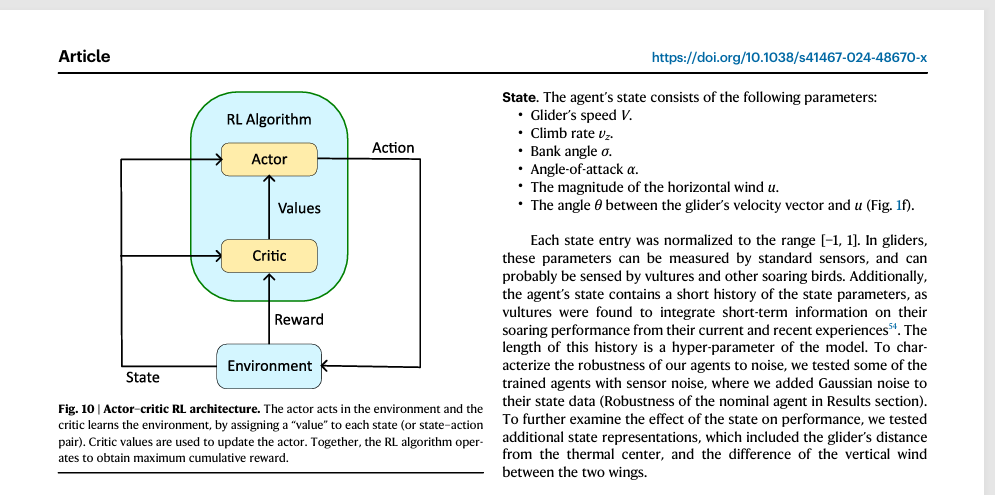 Article
https://doi.org/10.1038/s41467-024-48670-x
RL Algorithm
Actor
Action
Values
Critic
Reward
Environment
State
Fig. 10 | Actor–critic RL architecture. The actor acts in the environment and the
critic learns the environment, by assigning a “value” to each state (or state–action
pair). Critic values are used to update the actor. Together, the RL algorithm oper-
ates to obtain maximum cumulative reward.
State. The agent’s state consists of the following parameters:
• Glider’s speed V.
• Climb rate v_z.
• Bank angle σ.
• Angle-of-attack α.
• The magnitude of the horizontal wind u.
• The angle θ between the glider’s velocity vector and u (Fig. 1f).
Each state entry was normalized to the range [−1, 1]. In gliders,
these parameters can be measured by standard sensors, and can
probably be sensed by vultures and other soaring birds. Additionally,
the agent’s state contains a short history of the state parameters, as
vultures were found to integrate short-term information on their
soaring performance from their current and recent experiences⁵⁴. The
length of this history is a hyper-parameter of the model. To char-
acterize the robustness of our agents to noise, we tested some of the
trained agents with sensor noise, where we added Gaussian noise to
their state data (Robustness of the nominal agent in Results section).
To further examine the effect of the state on performance, we tested
additional state representations, which included the glider’s distance
from the thermal center, and the difference of the vertical wind
between the two wings.